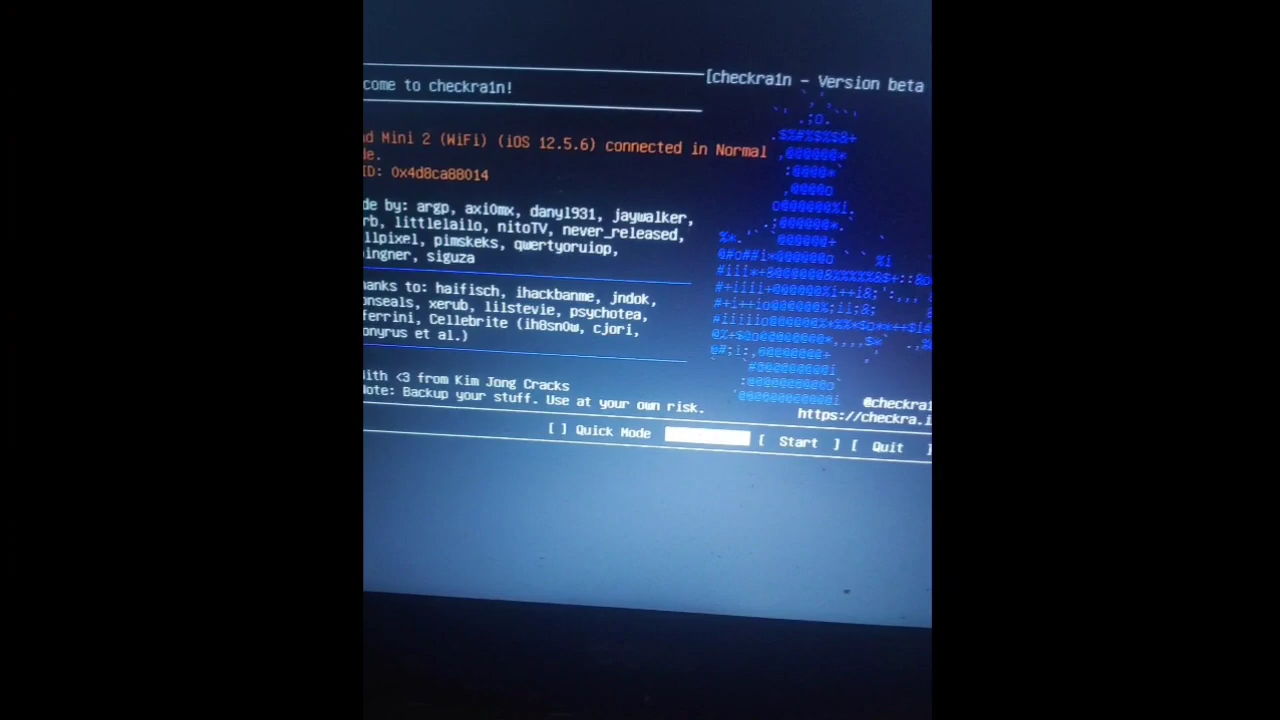 come to checkra1n!
[checkra1n - Version beta
Mini 2 (WiFi) (iOS 12.5.6) connected in Normal
de.
ID: 0x4d8ca88014
de by: argp, axi0mx, danyl931, jaywalker,
rb, littlelailo, nitoTV, never_released,
llpixel, pimskeks, qwertyoruiop,
ingner, siguza
anks to: haifisch, ihackbanme, jndok,
onseals, xerub, lilstevie, psychotea,
ferrini, Cellebrite (ih8sn0w, cjori,
onyrus et al.)
ith <3 from Kim Jong Cracks
ote: Backup your stuff. Use at your own risk.
@checkra1
https://checkra.i
[ ] Quick Mode [ Start ] [ Quit ]